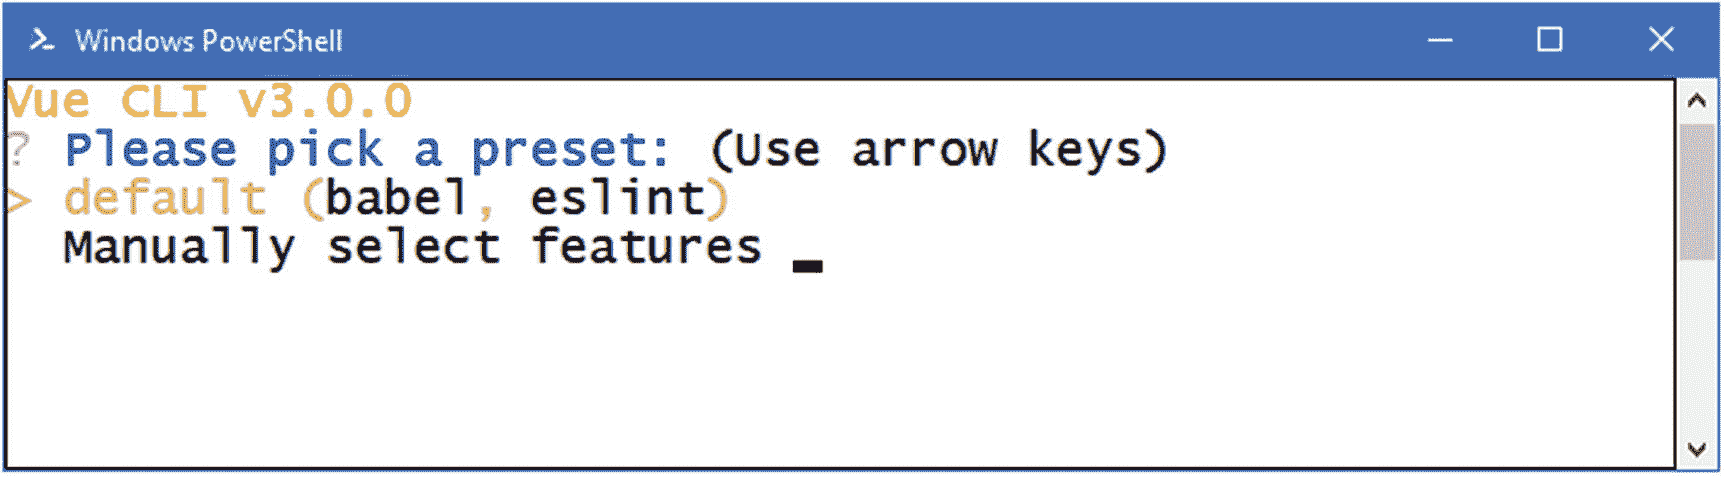 Windows PowerShell
Vue CLI v3.0.0
? Please pick a preset: (Use arrow keys)
> default (babel, eslint)
Manually select features